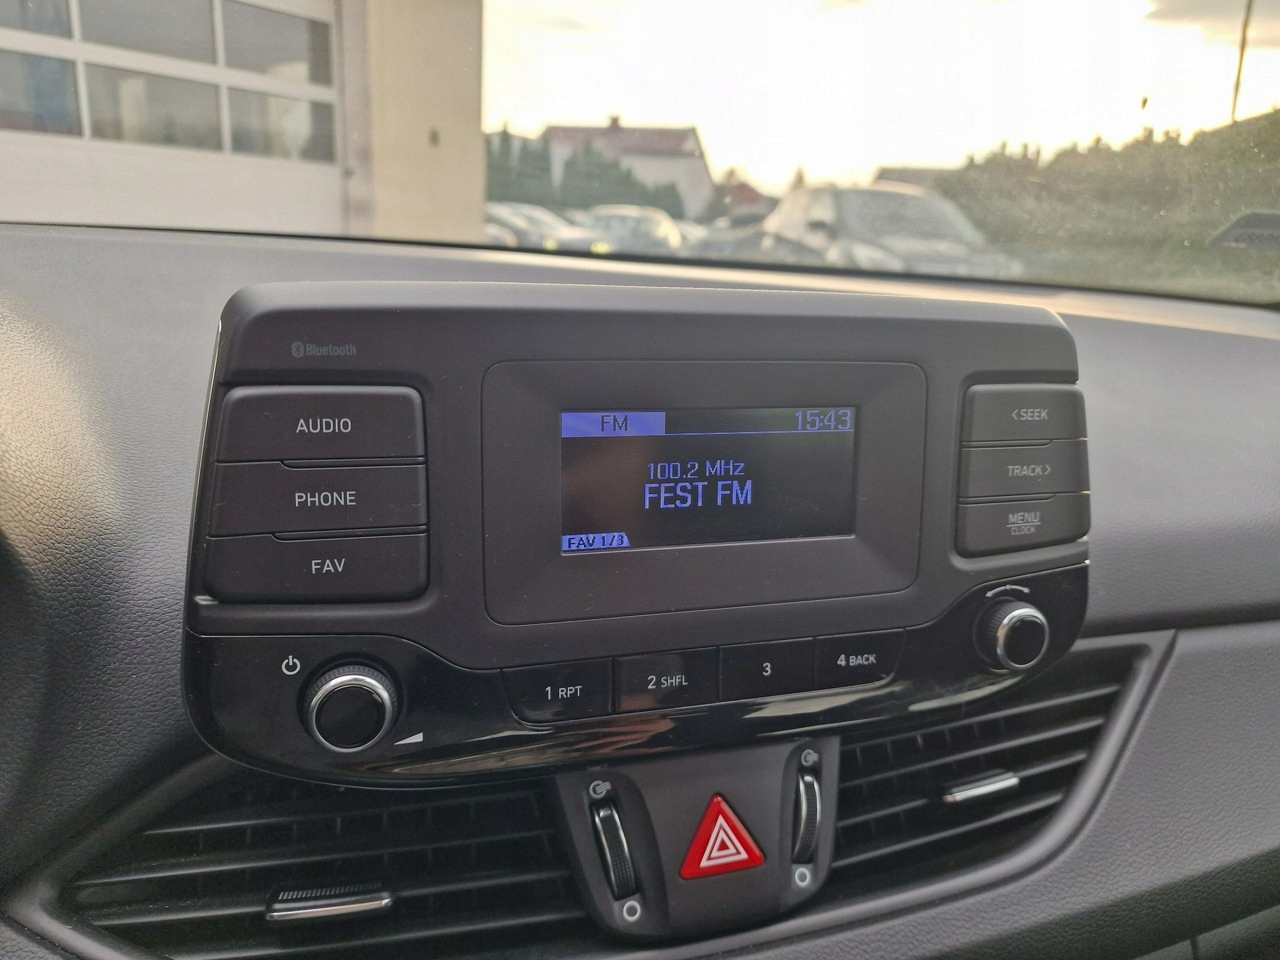 Bluetooth
AUDIO
PHONE
FAV
FM 15:43
100.2 MHz
FEST FM
FAV 1/3
<SEEK
TRACK>
MENU
CLOCK
1 RPT
2 SHFL
3
4 BACK